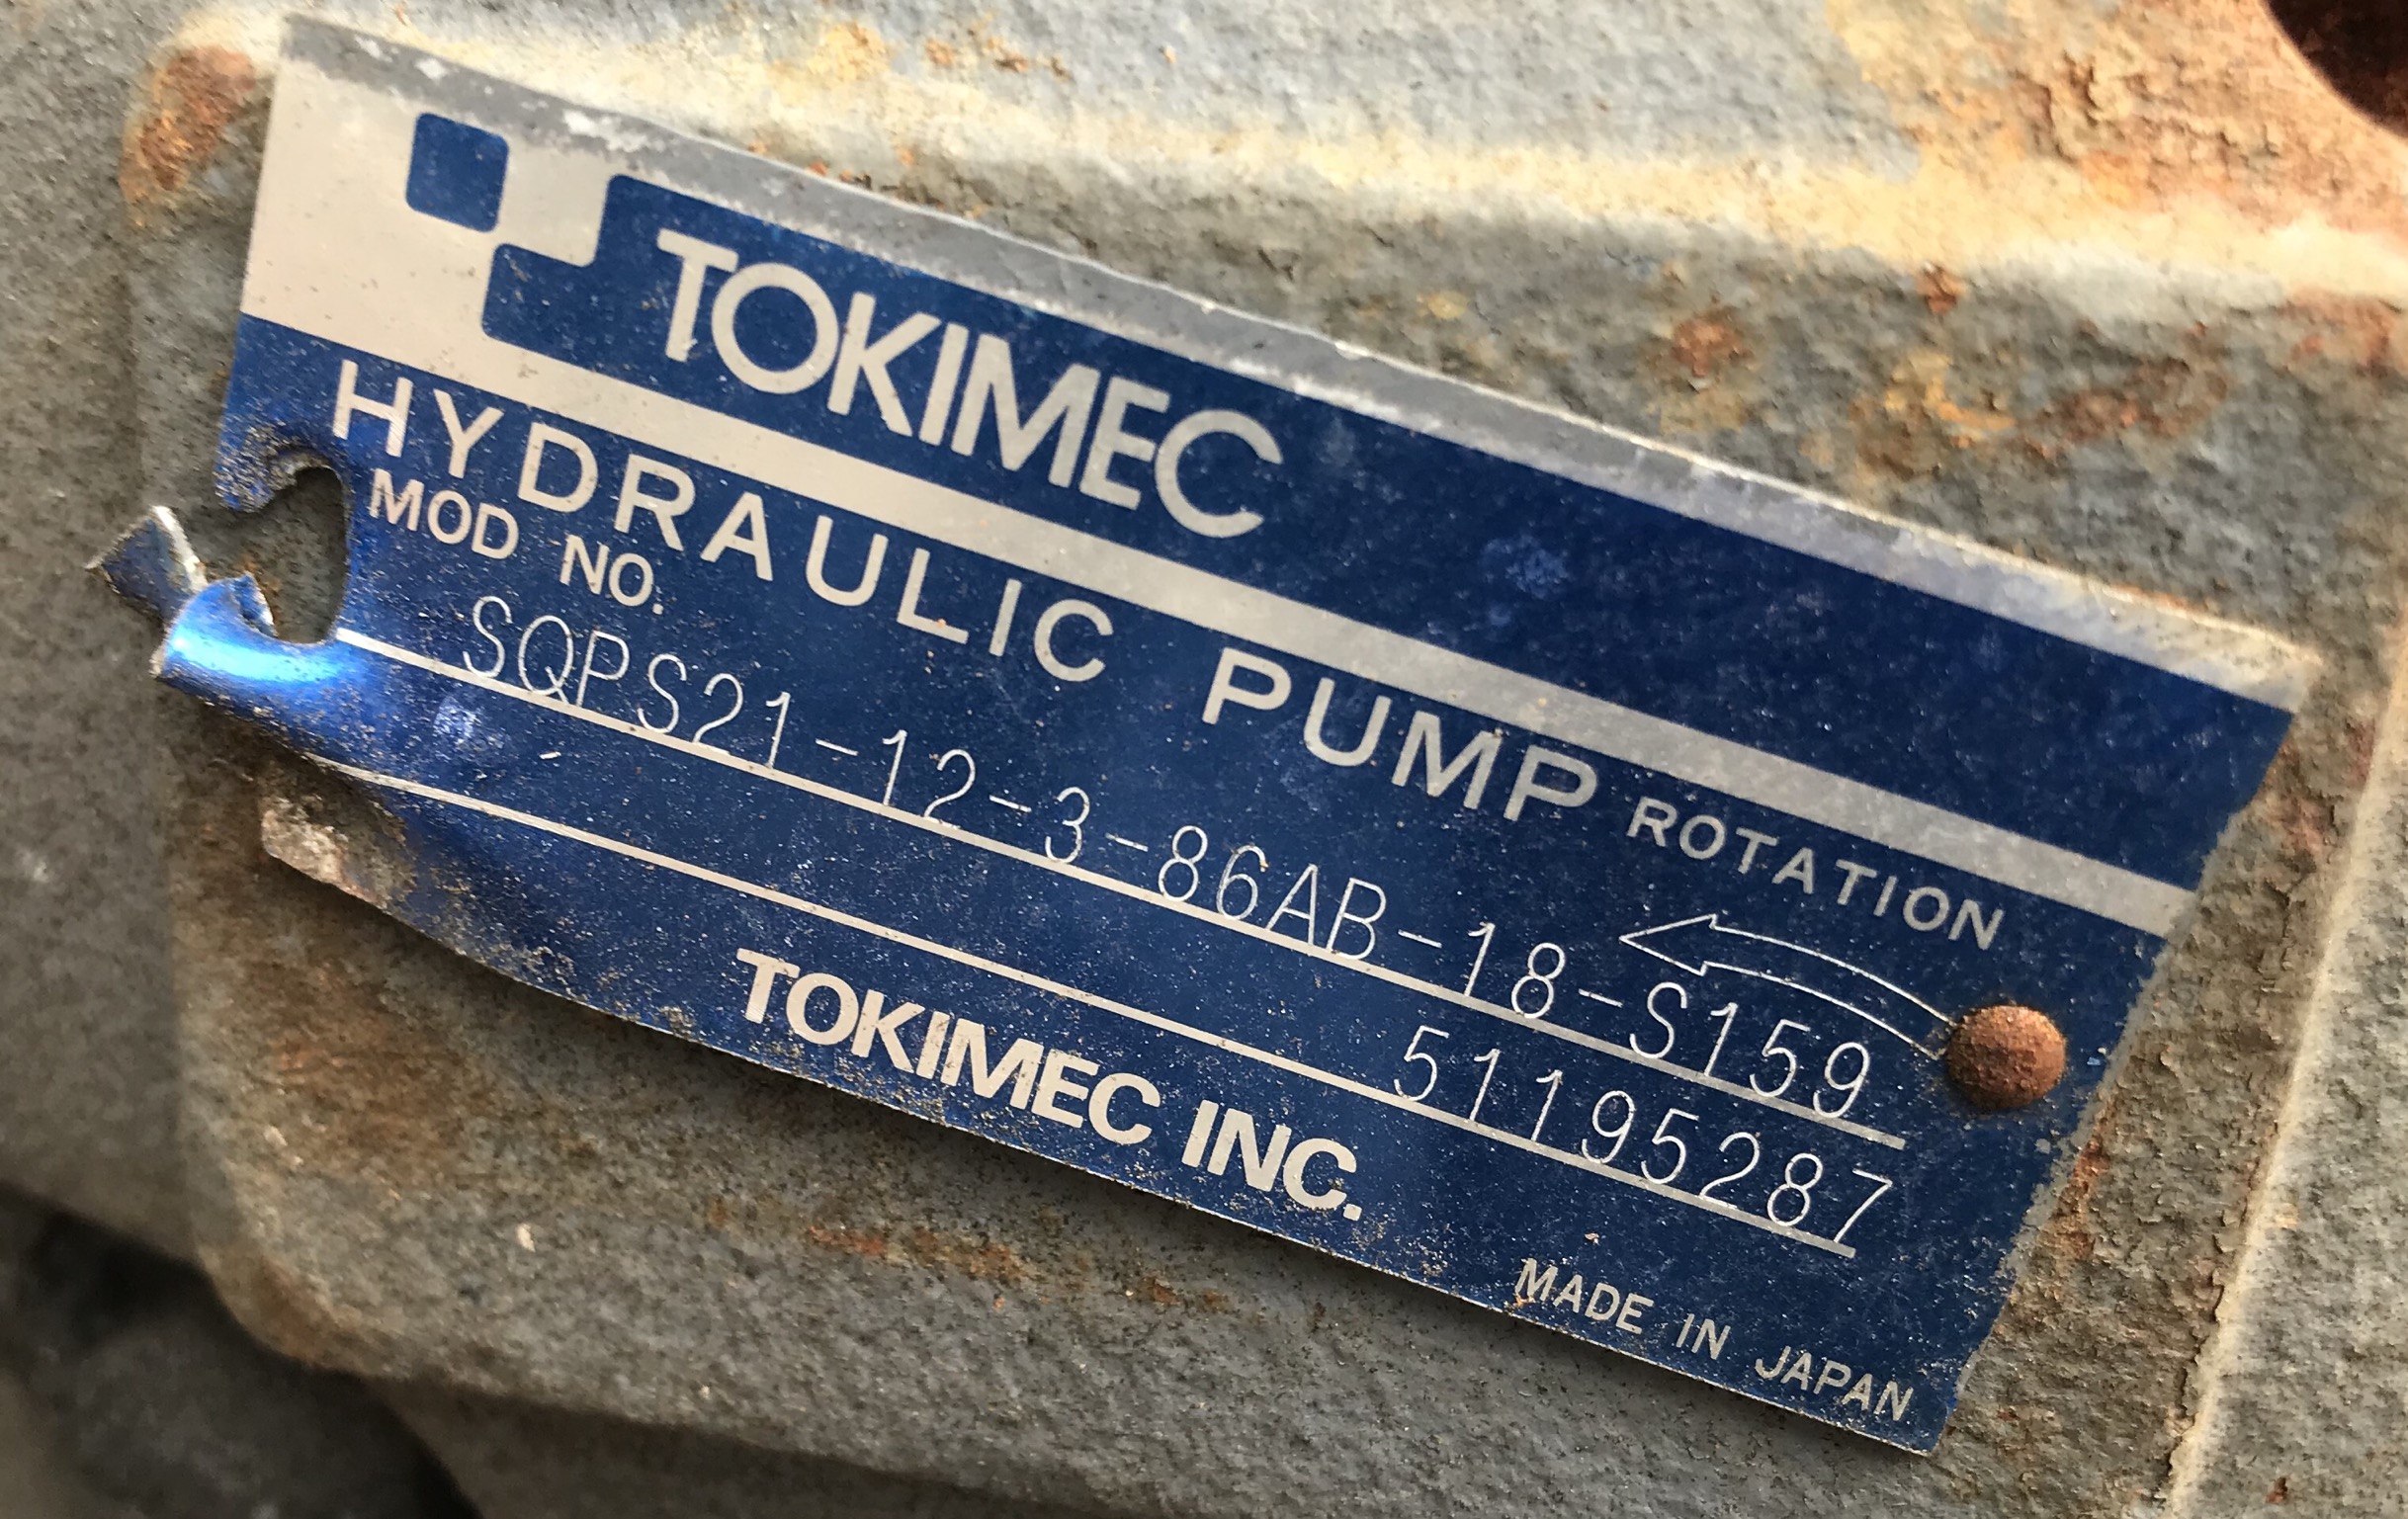 TOKIMEC
HYDRAULIC PUMP
ROTATION
MOD NO.
SQPS21-12-3-86AB-18-S159
51195287
TOKIMEC INC.
MADE IN JAPAN